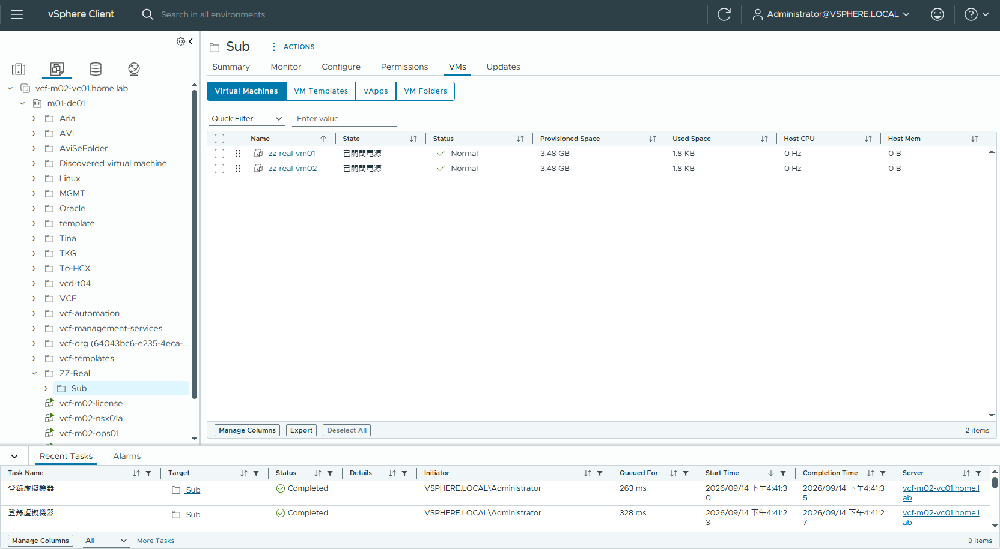 vSphere Client
Search in all environments
Administrator@VSPHERE.LOCAL
Sub
ACTIONS
Summary Monitor Configure Permissions VMs Updates
Virtual Machines VM Templates vApps VM Folders
Quick Filter Enter value
Name State Status Provisioned Space Used Space Host CPU Host Mem
zz-real-vm01 已關閉電源 Normal 3.48 GB 1.8 KB 0 Hz 0 B
zz-real-vm02 已關閉電源 Normal 3.48 GB 1.8 KB 0 Hz 0 B
Manage Columns Export Deselect All 2 items
vcf-m02-vc01.home.lab
m01-dc01
Aria
AVI
AviSeFolder
Discovered virtual machine
Linux
MGMT
Oracle
template
Tina
TKG
To-HCX
vcd-t04
VCF
vcf-automation
vcf-management-services
vcf-org (64043bc6-e235-4eca-...
vcf-templates
ZZ-Real
Sub
vcf-m02-license
vcf-m02-nsx01a
vcf-m02-ops01
Recent Tasks Alarms
Task Name Target Status Details Initiator Queued For Start Time Completion Time Server
登錄虛擬機器 Sub Completed VSPHERE.LOCAL\Administrator 263 ms 2026/09/14 下午4:41:3 2026/09/14 下午4:41:3 vcf-m02-vc01.home.l
0 5 ab
登錄虛擬機器 Sub Completed VSPHERE.LOCAL\Administrator 328 ms 2026/09/14 下午4:41:2 2026/09/14 下午4:41:2 vcf-m02-vc01.home.l
3 7 ab
Manage Columns All More Tasks 9 items